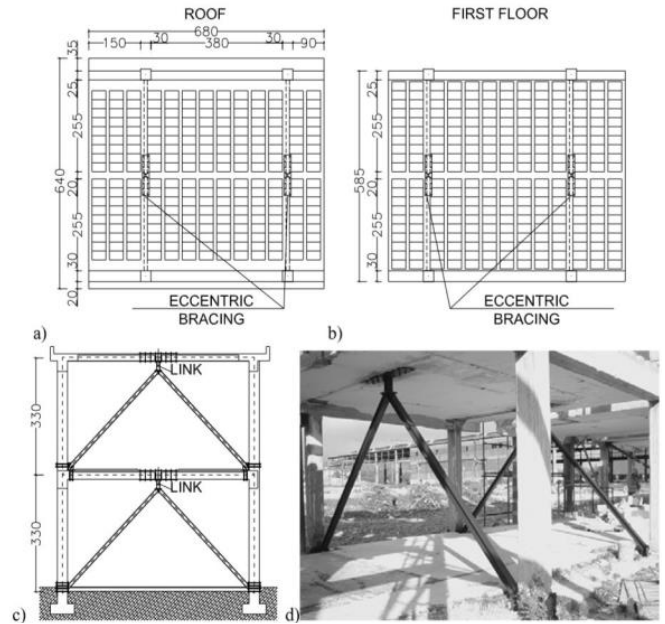 ROOF
FIRST FLOOR
680
150
30
380
30
90
35
25
255
20
255
30
20
640
25
255
20
255
30
585
ECCENTRIC
BRACING
ECCENTRIC
BRACING
a)
b)
LINK
330
LINK
330
c)
d)